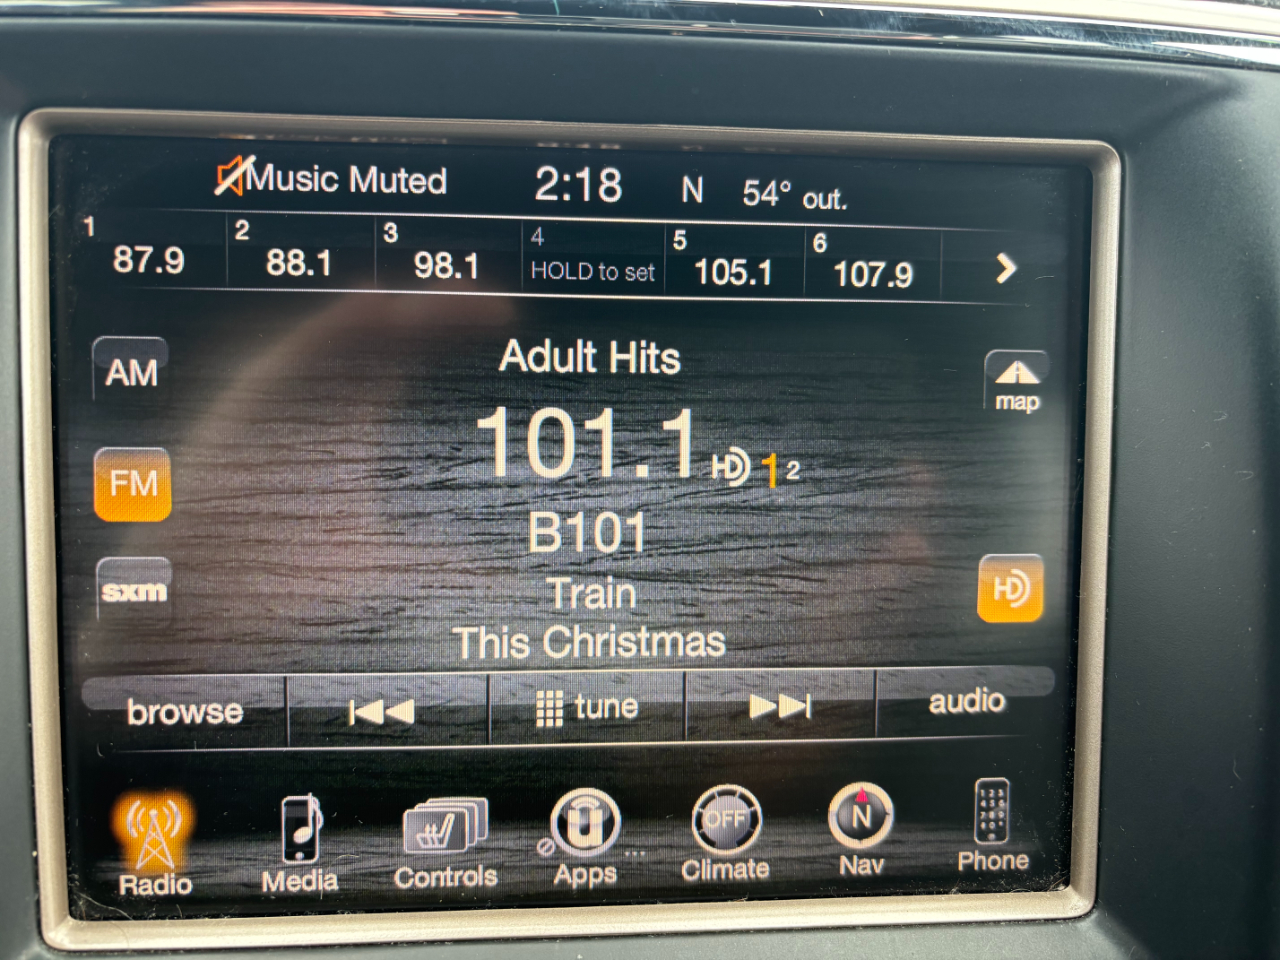 Music Muted 2:18 N 54° out.
1 87.9 2 88.1 3 98.1 4 HOLD to set 5 105.1 6 107.9
Adult Hits
AM
map
101.1 HD 1 2
FM
B101
sxm
Train
HD
This Christmas
browse tune audio
OFF N
Radio Media Controls Apps ... Climate Nav Phone